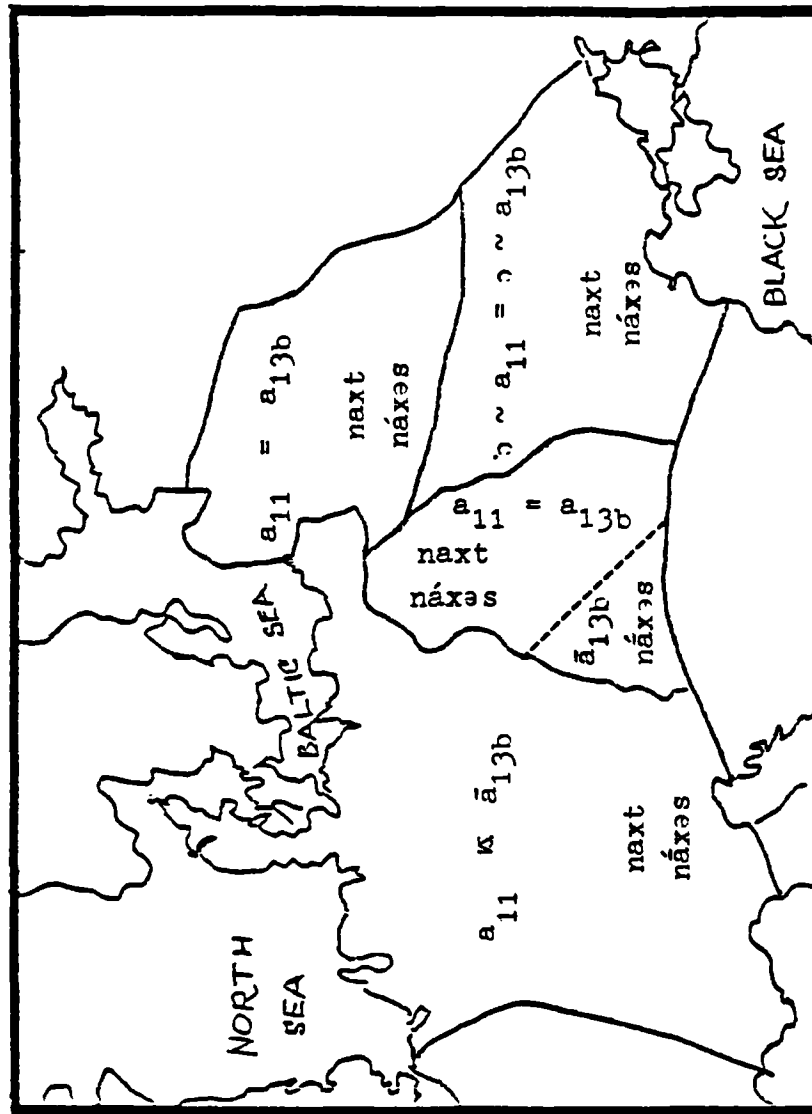 NORTH
SEA
BALTIC SEA
a₁₁ = a₁₃b
naxt
náxəs
a₁₁ = a₁₃b
naxt
náxəs
a₁₁ vs ā₁₃b
naxt
nā́xəs
ɔ ~ a₁₁ = ɔ ~ a₁₃b
naxt
náxəs
ā₁₃b
nā́xəs
BLACK SEA